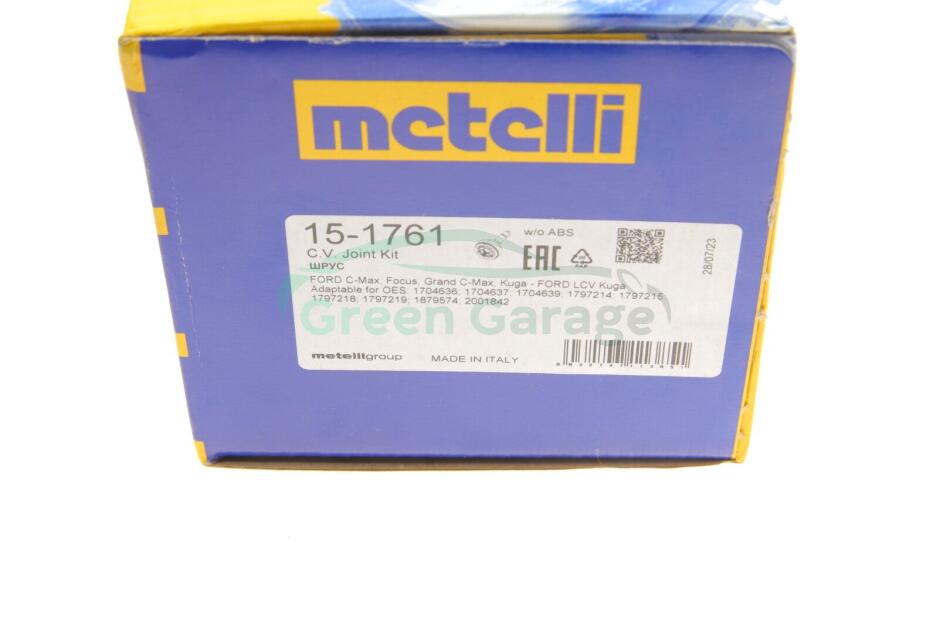 metelli
15-1761
w/o ABS
C.V. Joint Kit
EAC
PAP
ШРУС
28/07/23
FORD C-Max, Focus, Grand C-Max, Kuga - FORD LCV Kuga
Adaptable for OES: 1704636; 1704637; 1704639; 1797214; 1797215;
1797218; 1797219; 1879574; 2001842
Green Garage
metelligroup
MADE IN ITALY